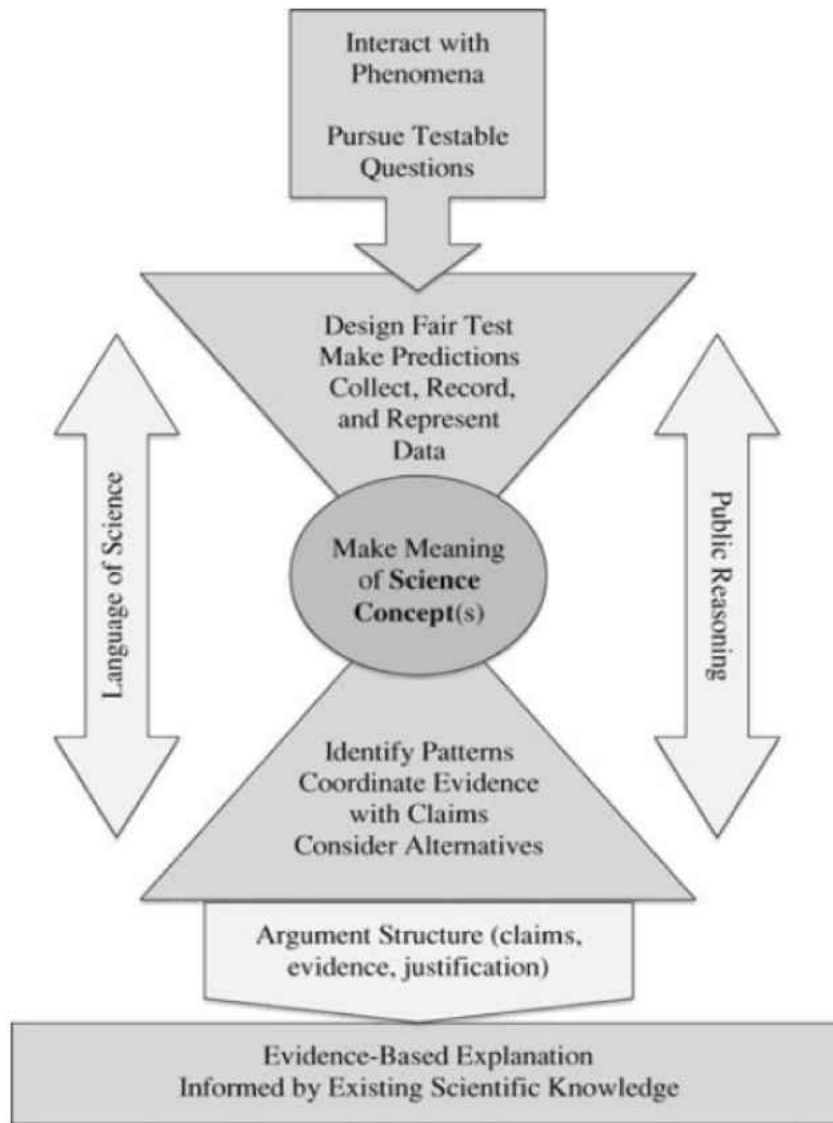 Interact with
Phenomena
Pursue Testable
Questions
Design Fair Test
Make Predictions
Collect, Record,
and Represent
Data
Language of Science
Public Reasoning
Make Meaning
of Science
Concept(s)
Identify Patterns
Coordinate Evidence
with Claims
Consider Alternatives
Argument Structure (claims,
evidence, justification)
Evidence-Based Explanation
Informed by Existing Scientific Knowledge